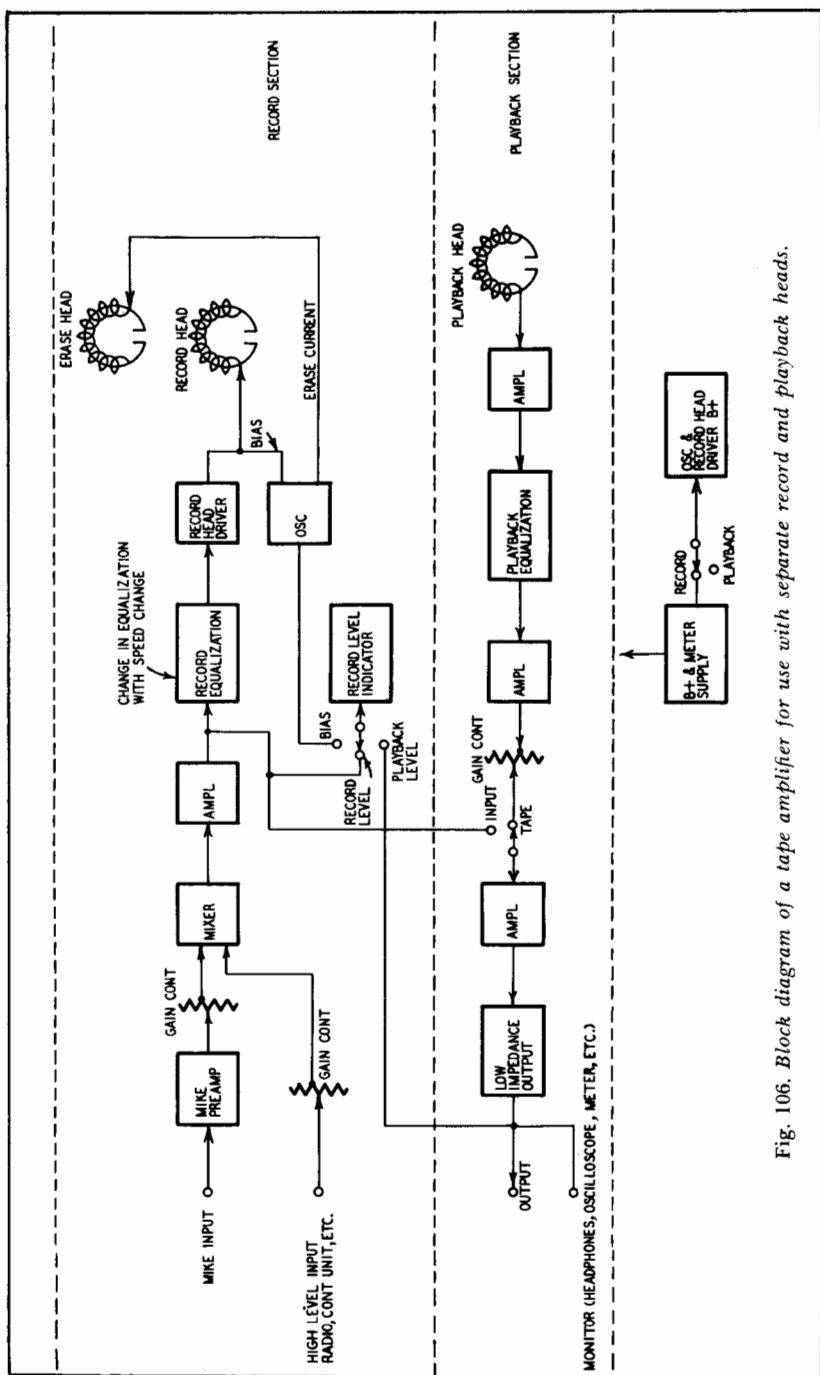 ERASE HEAD
RECORD HEAD
RECORD SECTION
ERASE CURRENT
BIAS
RECORD
HEAD
DRIVER
OSC
CHANGE IN EQUALIZATION
WITH SPEED CHANGE
RECORD
EQUALIZATION
RECORD LEVEL
INDICATOR
BIAS
RECORD
LEVEL
PLAYBACK
LEVEL
AMPL
MIXER
GAIN CONT
MIKE
PREAMP
GAIN CONT
MIKE INPUT
HIGH LEVEL INPUT
RADIO, CONT UNIT, ETC.
PLAYBACK SECTION
PLAYBACK HEAD
AMPL
PLAYBACK
EQUALIZATION
AMPL
GAIN CONT
INPUT
TAPE
AMPL
LOW
IMPEDANCE
OUTPUT
OUTPUT
MONITOR (HEADPHONES, OSCILLOSCOPE, METER, ETC.)
B+ & METER
SUPPLY
RECORD
PLAYBACK
OSC &
RECORD HEAD
DRIVER B+
Fig. 106. Block diagram of a tape amplifier for use with separate record and playback heads.